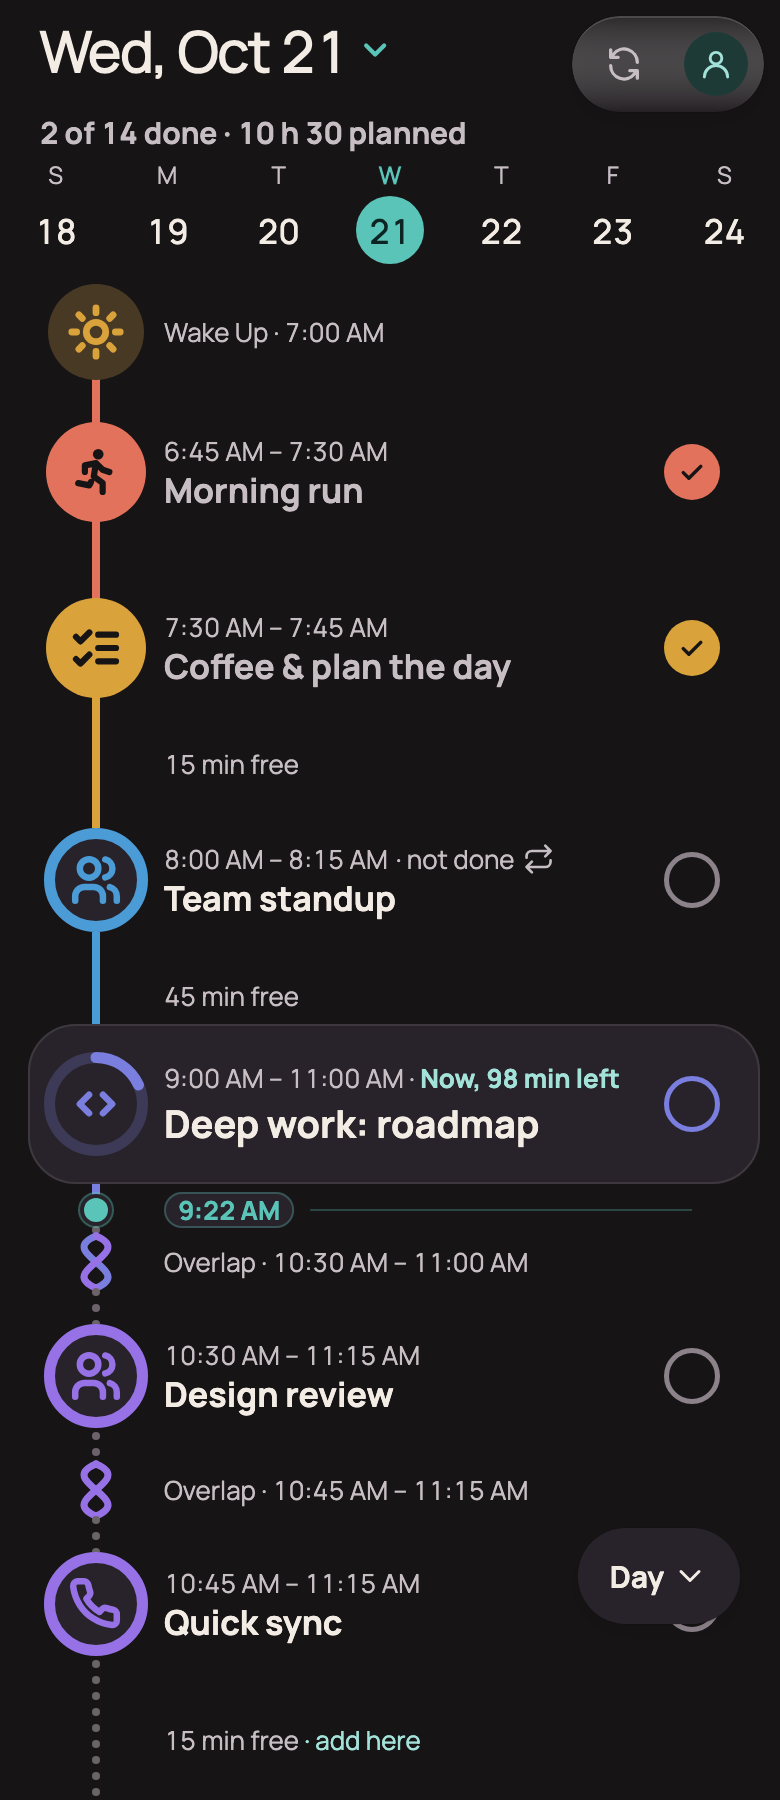 Wed, Oct 21
2 of 14 done · 10 h 30 planned
S M T W T F S
18 19 20 21 22 23 24
Wake Up · 7:00 AM
6:45 AM – 7:30 AM
Morning run
7:30 AM – 7:45 AM
Coffee & plan the day
15 min free
8:00 AM – 8:15 AM · not done
Team standup
45 min free
9:00 AM – 11:00 AM · Now, 98 min left
Deep work: roadmap
9:22 AM
Overlap · 10:30 AM – 11:00 AM
10:30 AM – 11:15 AM
Design review
Overlap · 10:45 AM – 11:15 AM
10:45 AM – 11:15 AM
Quick sync
Day
15 min free · add here